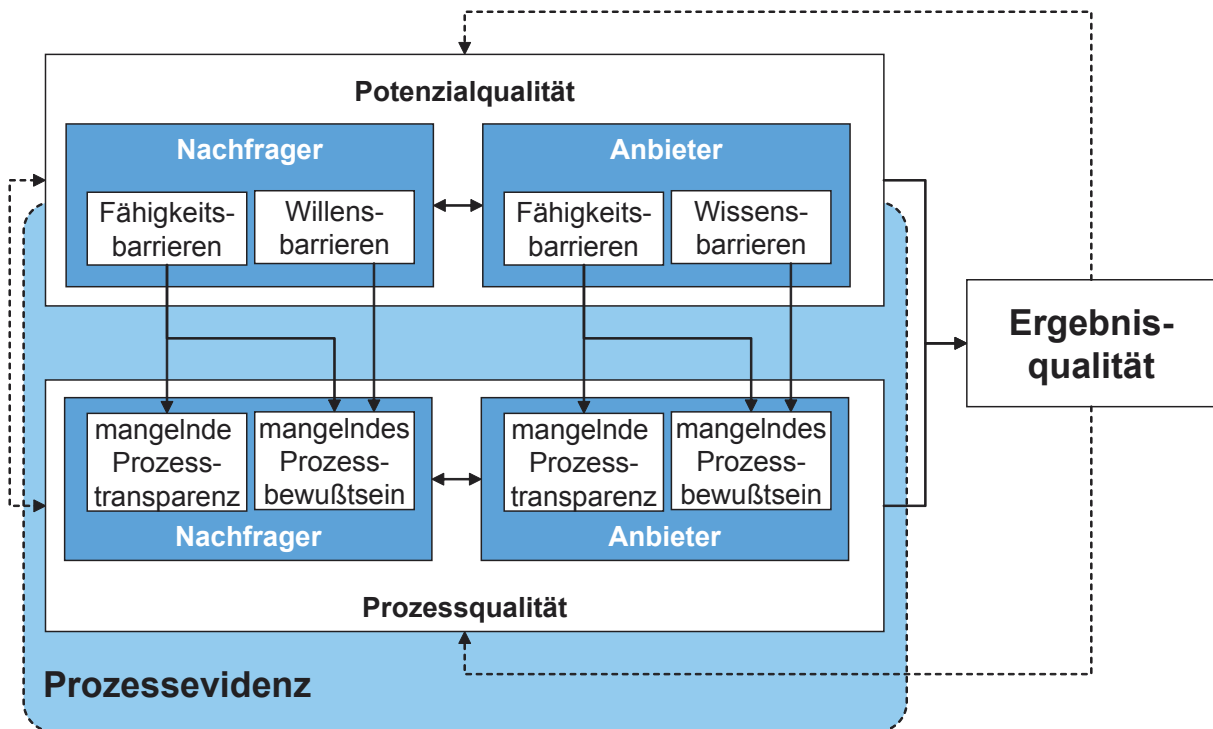 Potenzialqualität
Nachfrager
Fähigkeits-
barrieren
Willens-
barrieren
Anbieter
Fähigkeits-
barrieren
Wissens-
barrieren
Ergebnis-
qualität
mangelnde
Prozess-
transparenz
mangelndes
Prozess-
bewußtsein
Nachfrager
mangelnde
Prozess-
transparenz
mangelndes
Prozess-
bewußtsein
Anbieter
Prozessqualität
Prozessevidenz